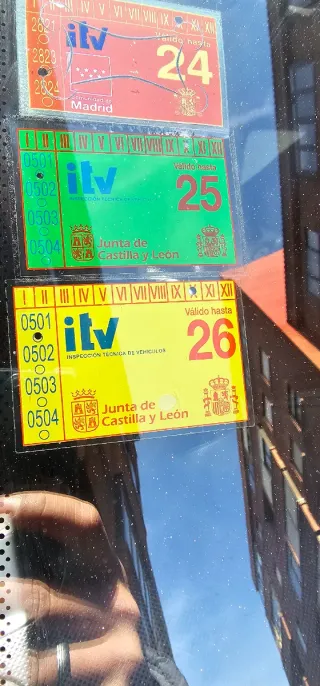 I II III IV V VI VII VIII IX XI XII
2821
2823
2824
itv
Válido hasta
24
Comunidad de
Madrid
I II III IV V VI VII VIII IX X XI XII
0501
0502
0503
0504
itv
INSPECCIÓN TÉCNICA DE VEHÍCULOS
Válido hasta
25
Junta de
Castilla y León
I II III IV V VI VII VIII IX XI XII
0501
0502
0503
0504
itv
INSPECCIÓN TÉCNICA DE VEHÍCULOS
Válido hasta
26
Junta de
Castilla y León